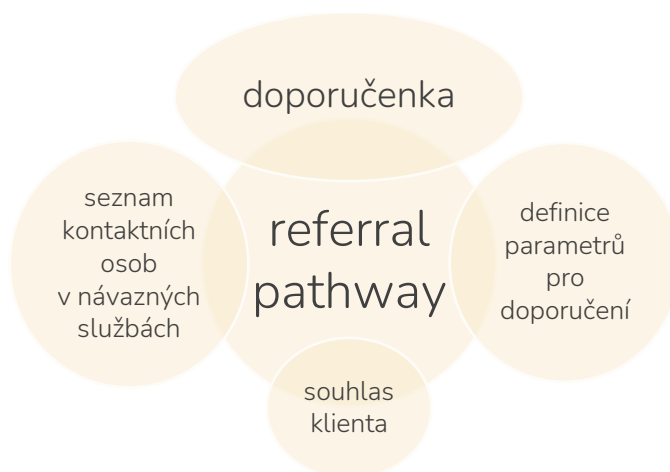 doporučenka
seznam
kontaktních
osob
v návazných
službách
referral
pathway
definice
parametrů
pro
doporučení
souhlas
klienta